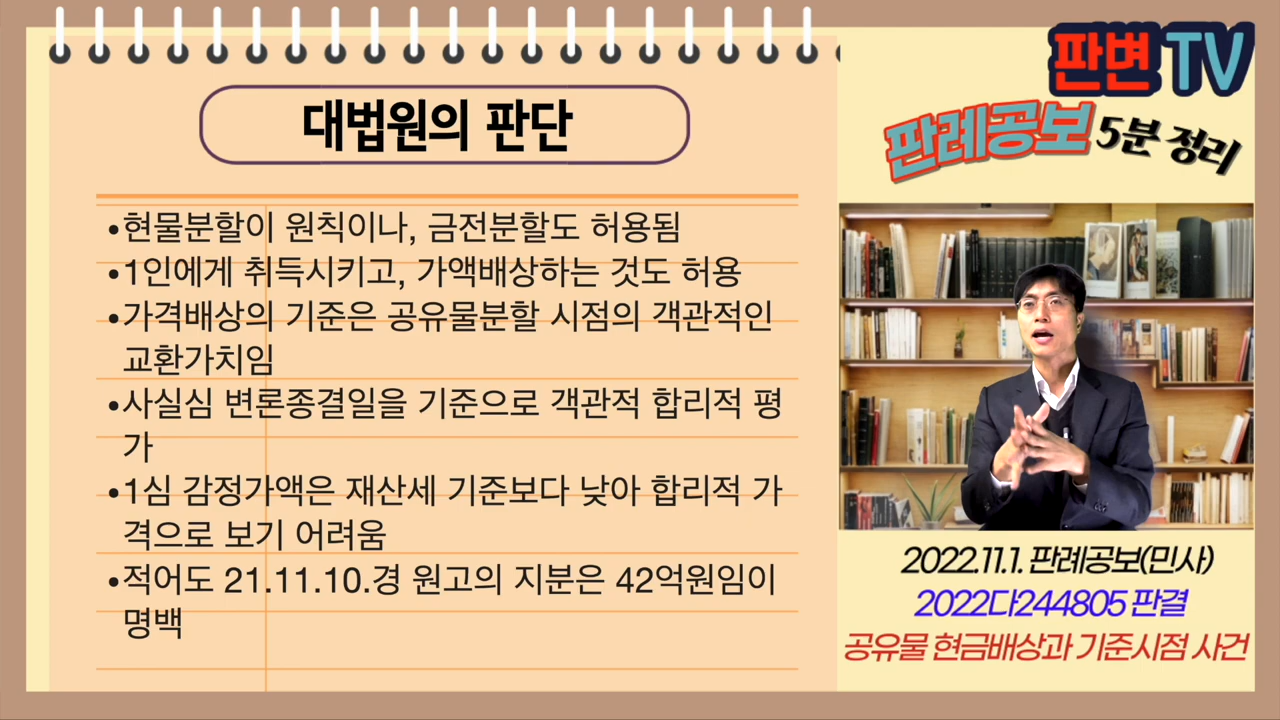 대법원의 판단
•현물분할이 원칙이나, 금전분할도 허용됨
•1인에게 취득시키고, 가액배상하는 것도 허용
•가격배상의 기준은 공유물분할 시점의 객관적인
교환가치임
•사실심 변론종결일을 기준으로 객관적 합리적 평
가
•1심 감정가액은 재산세 기준보다 낮아 합리적 가
격으로 보기 어려움
•적어도 21.11.10.경 원고의 지분은 42억원임이
명백
판변 TV
판례공보 5분 정리
2022.11.1. 판례공보(민사)
2022다244805 판결
공유물 현금배상과 기준시점 사건